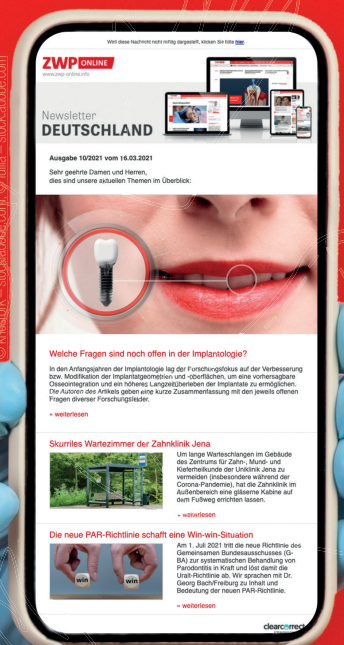 Wird diese Nachricht nicht richtig dargestellt, klicken Sie bitte hier.
ZWP ONLINE
www.zwp-online.info
Newsletter
DEUTSCHLAND
Ausgabe 10/2021 vom 16.03.2021
Sehr geehrte Damen und Herren,
dies sind unsere aktuellen Themen im Überblick:
Welche Fragen sind noch offen in der Implantologie?
In den Anfangsjahren der Implantologie lag der Forschungsfokus auf der Verbesserung
bzw. Modifikation der Implantatgeometrien und -oberflächen, um eine vorhersagbare
Osseointegration und ein höheres Langzeitüberleben der Implantate zu ermöglichen.
Die Autoren des Artikels geben eine kurze Zusammenfassung mit den jeweils offenen
Fragen diverser Forschungsfelder.
» weiterlesen
Skurriles Wartezimmer der Zahnklinik Jena
Um lange Warteschlangen im Gebäude
des Zentrums für Zahn-, Mund- und
Kieferheilkunde der Uniklinik Jena zu
vermeiden (insbesondere während der
Corona-Pandemie), hat die Zahnklinik im
Außenbereich eine gläserne Kabine auf
dem Fußweg errichten lassen.
» weiterlesen
Die neue PAR-Richtlinie schafft eine Win-win-Situation
win
win
Am 1. Juli 2021 tritt die neue Richtlinie des
Gemeinsamen Bundesausschusses (G-
BA) zur systematischen Behandlung von
Parodontitis in Kraft und löst damit die
Uralt-Richtlinie ab. Wir sprachen mit Dr.
Georg Bach/Freiburg zu Inhalt und
Bedeutung der neuen PAR-Richtlinie.
» weiterlesen
clearcorrect